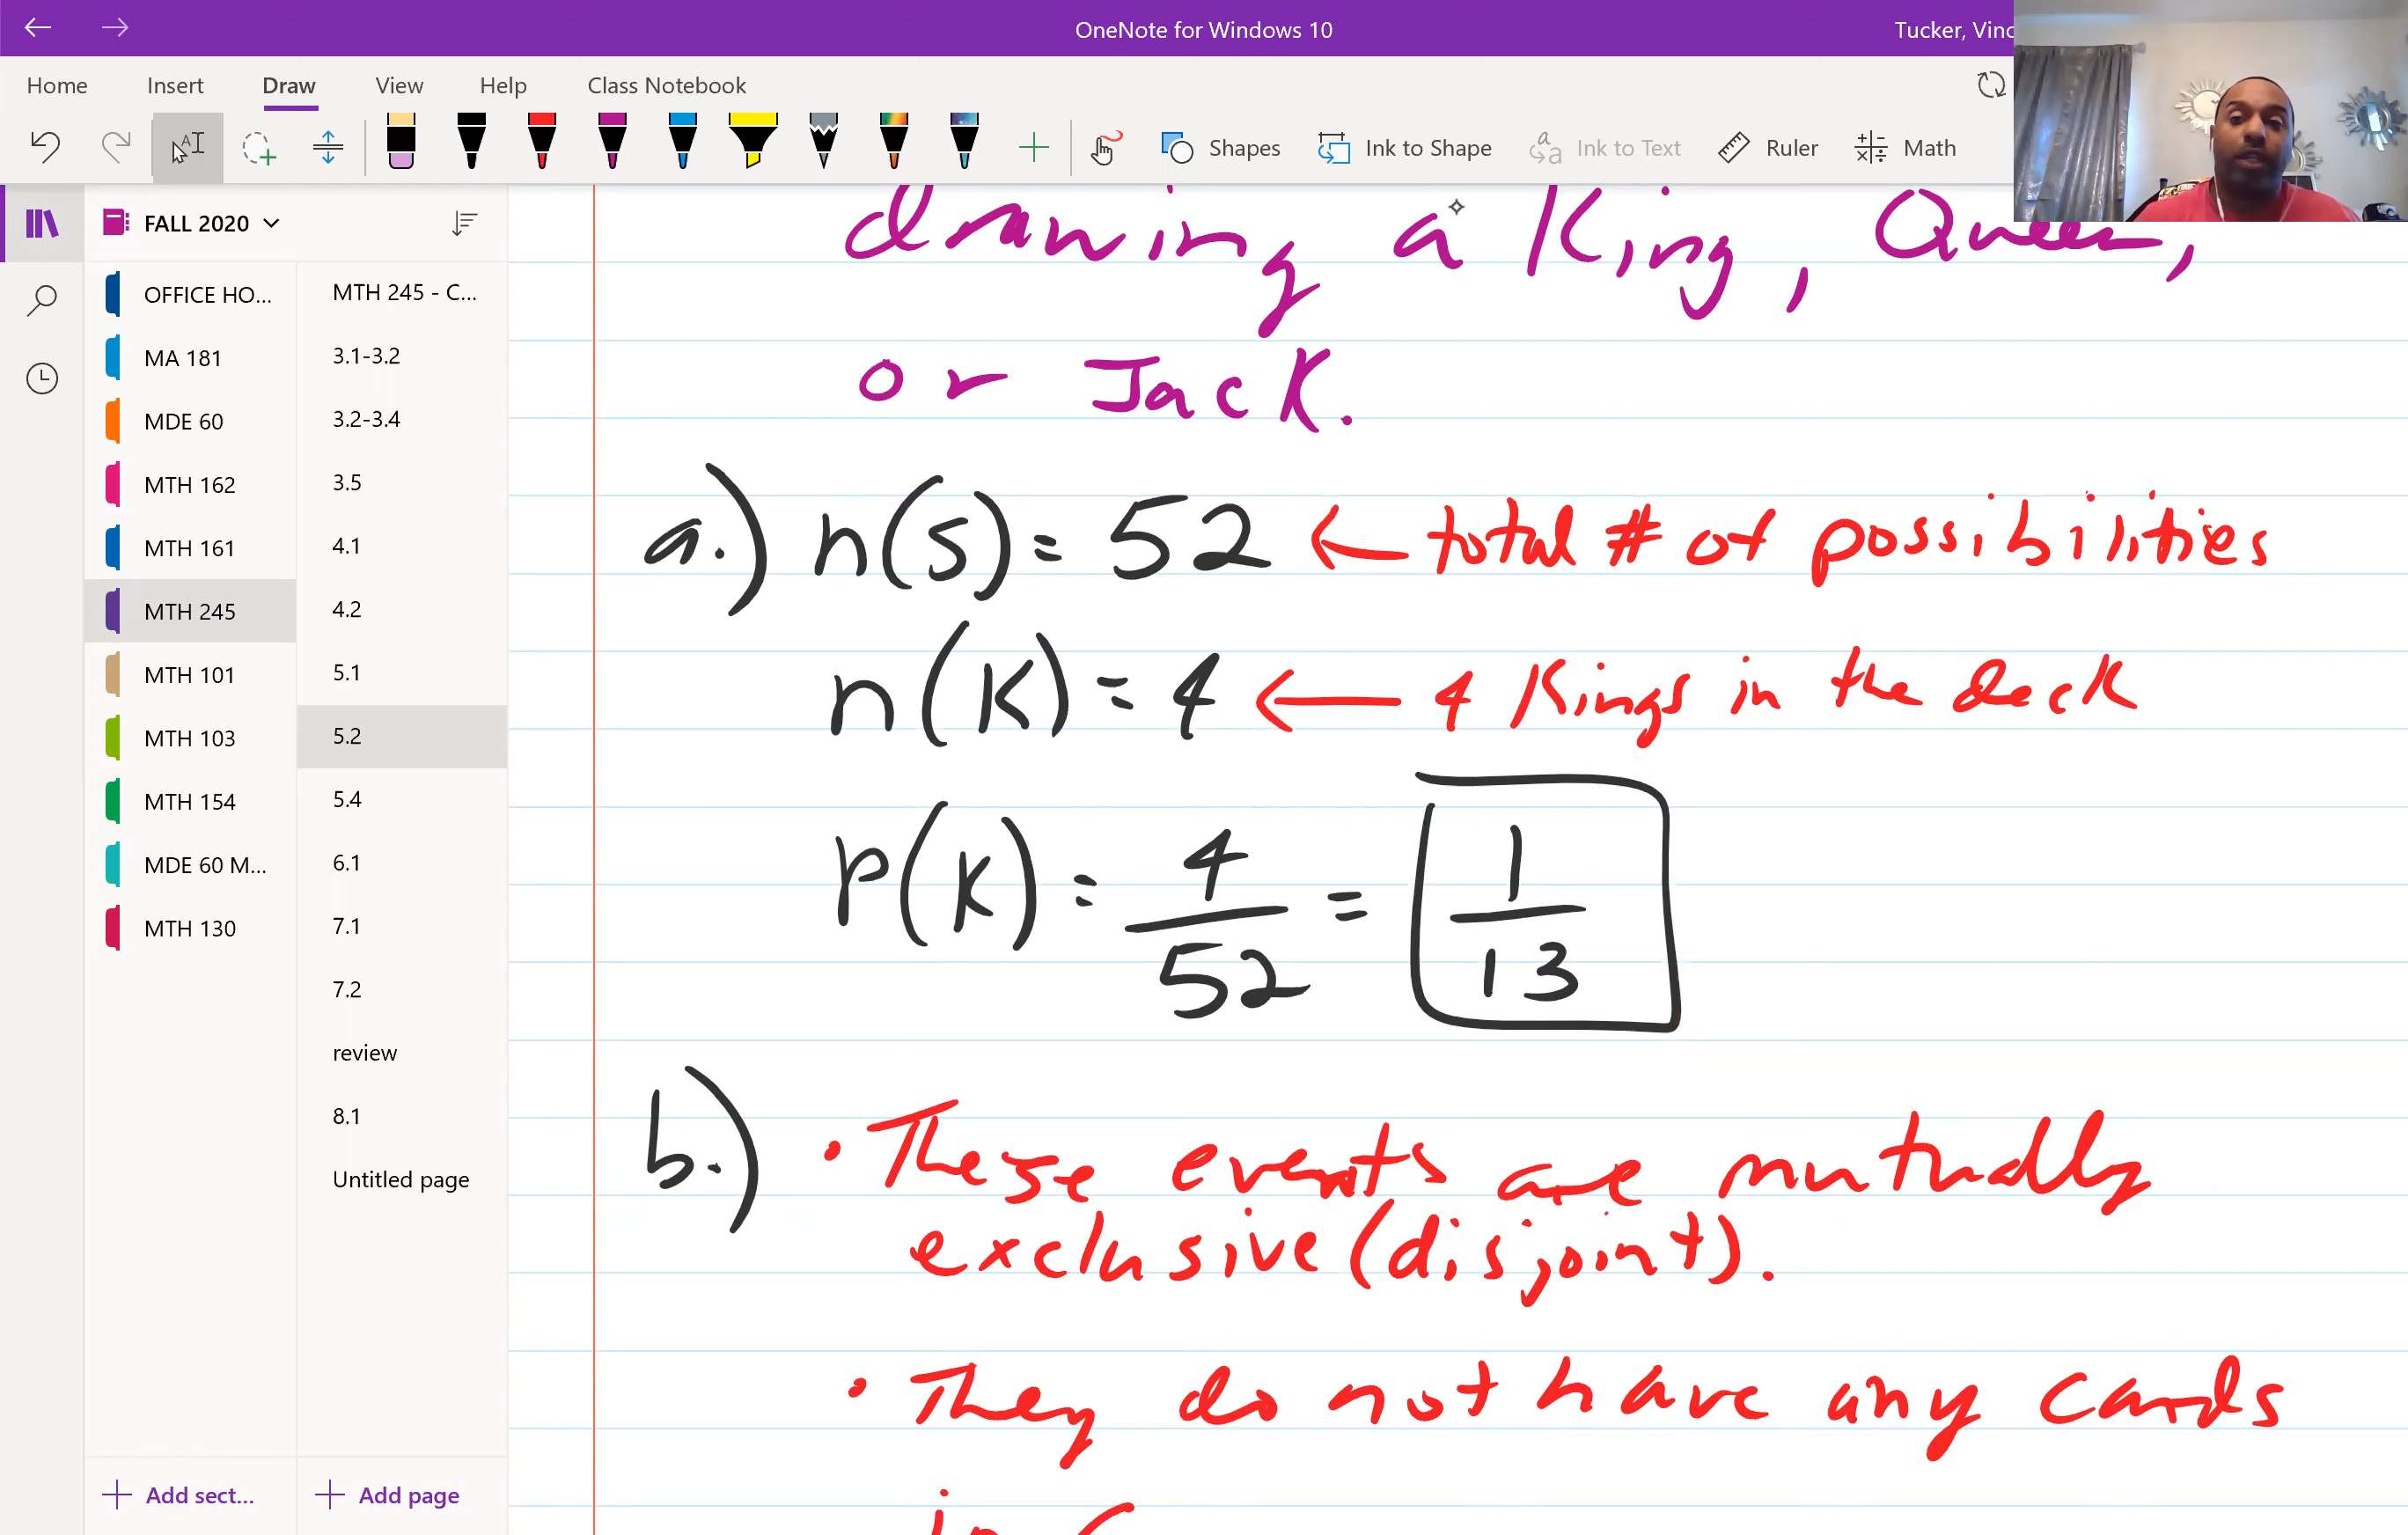 OneNote for Windows 10
Tucker, Vinc
Home Insert Draw View Help Class Notebook
Shapes Ink to Shape Ink to Text Ruler Math
FALL 2020
OFFICE HO...
MA 181
MDE 60
MTH 162
MTH 161
MTH 245
MTH 101
MTH 103
MTH 154
MDE 60 M...
MTH 130
Add sect...
MTH 245 - C...
3.1-3.2
3.2-3.4
3.5
4.1
4.2
5.1
5.2
5.4
6.1
7.1
7.2
review
8.1
Untitled page
Add page
drawing a King, Queen,
or Jack.
a.) n(s) = 52 ← total # of possibilities
n(K) = 4 ← 4 Kings in the deck
P(K) = 4/52 = 1/13
b.) • These events are mutually
exclusive (disjoint).
• They do not have any cards
in